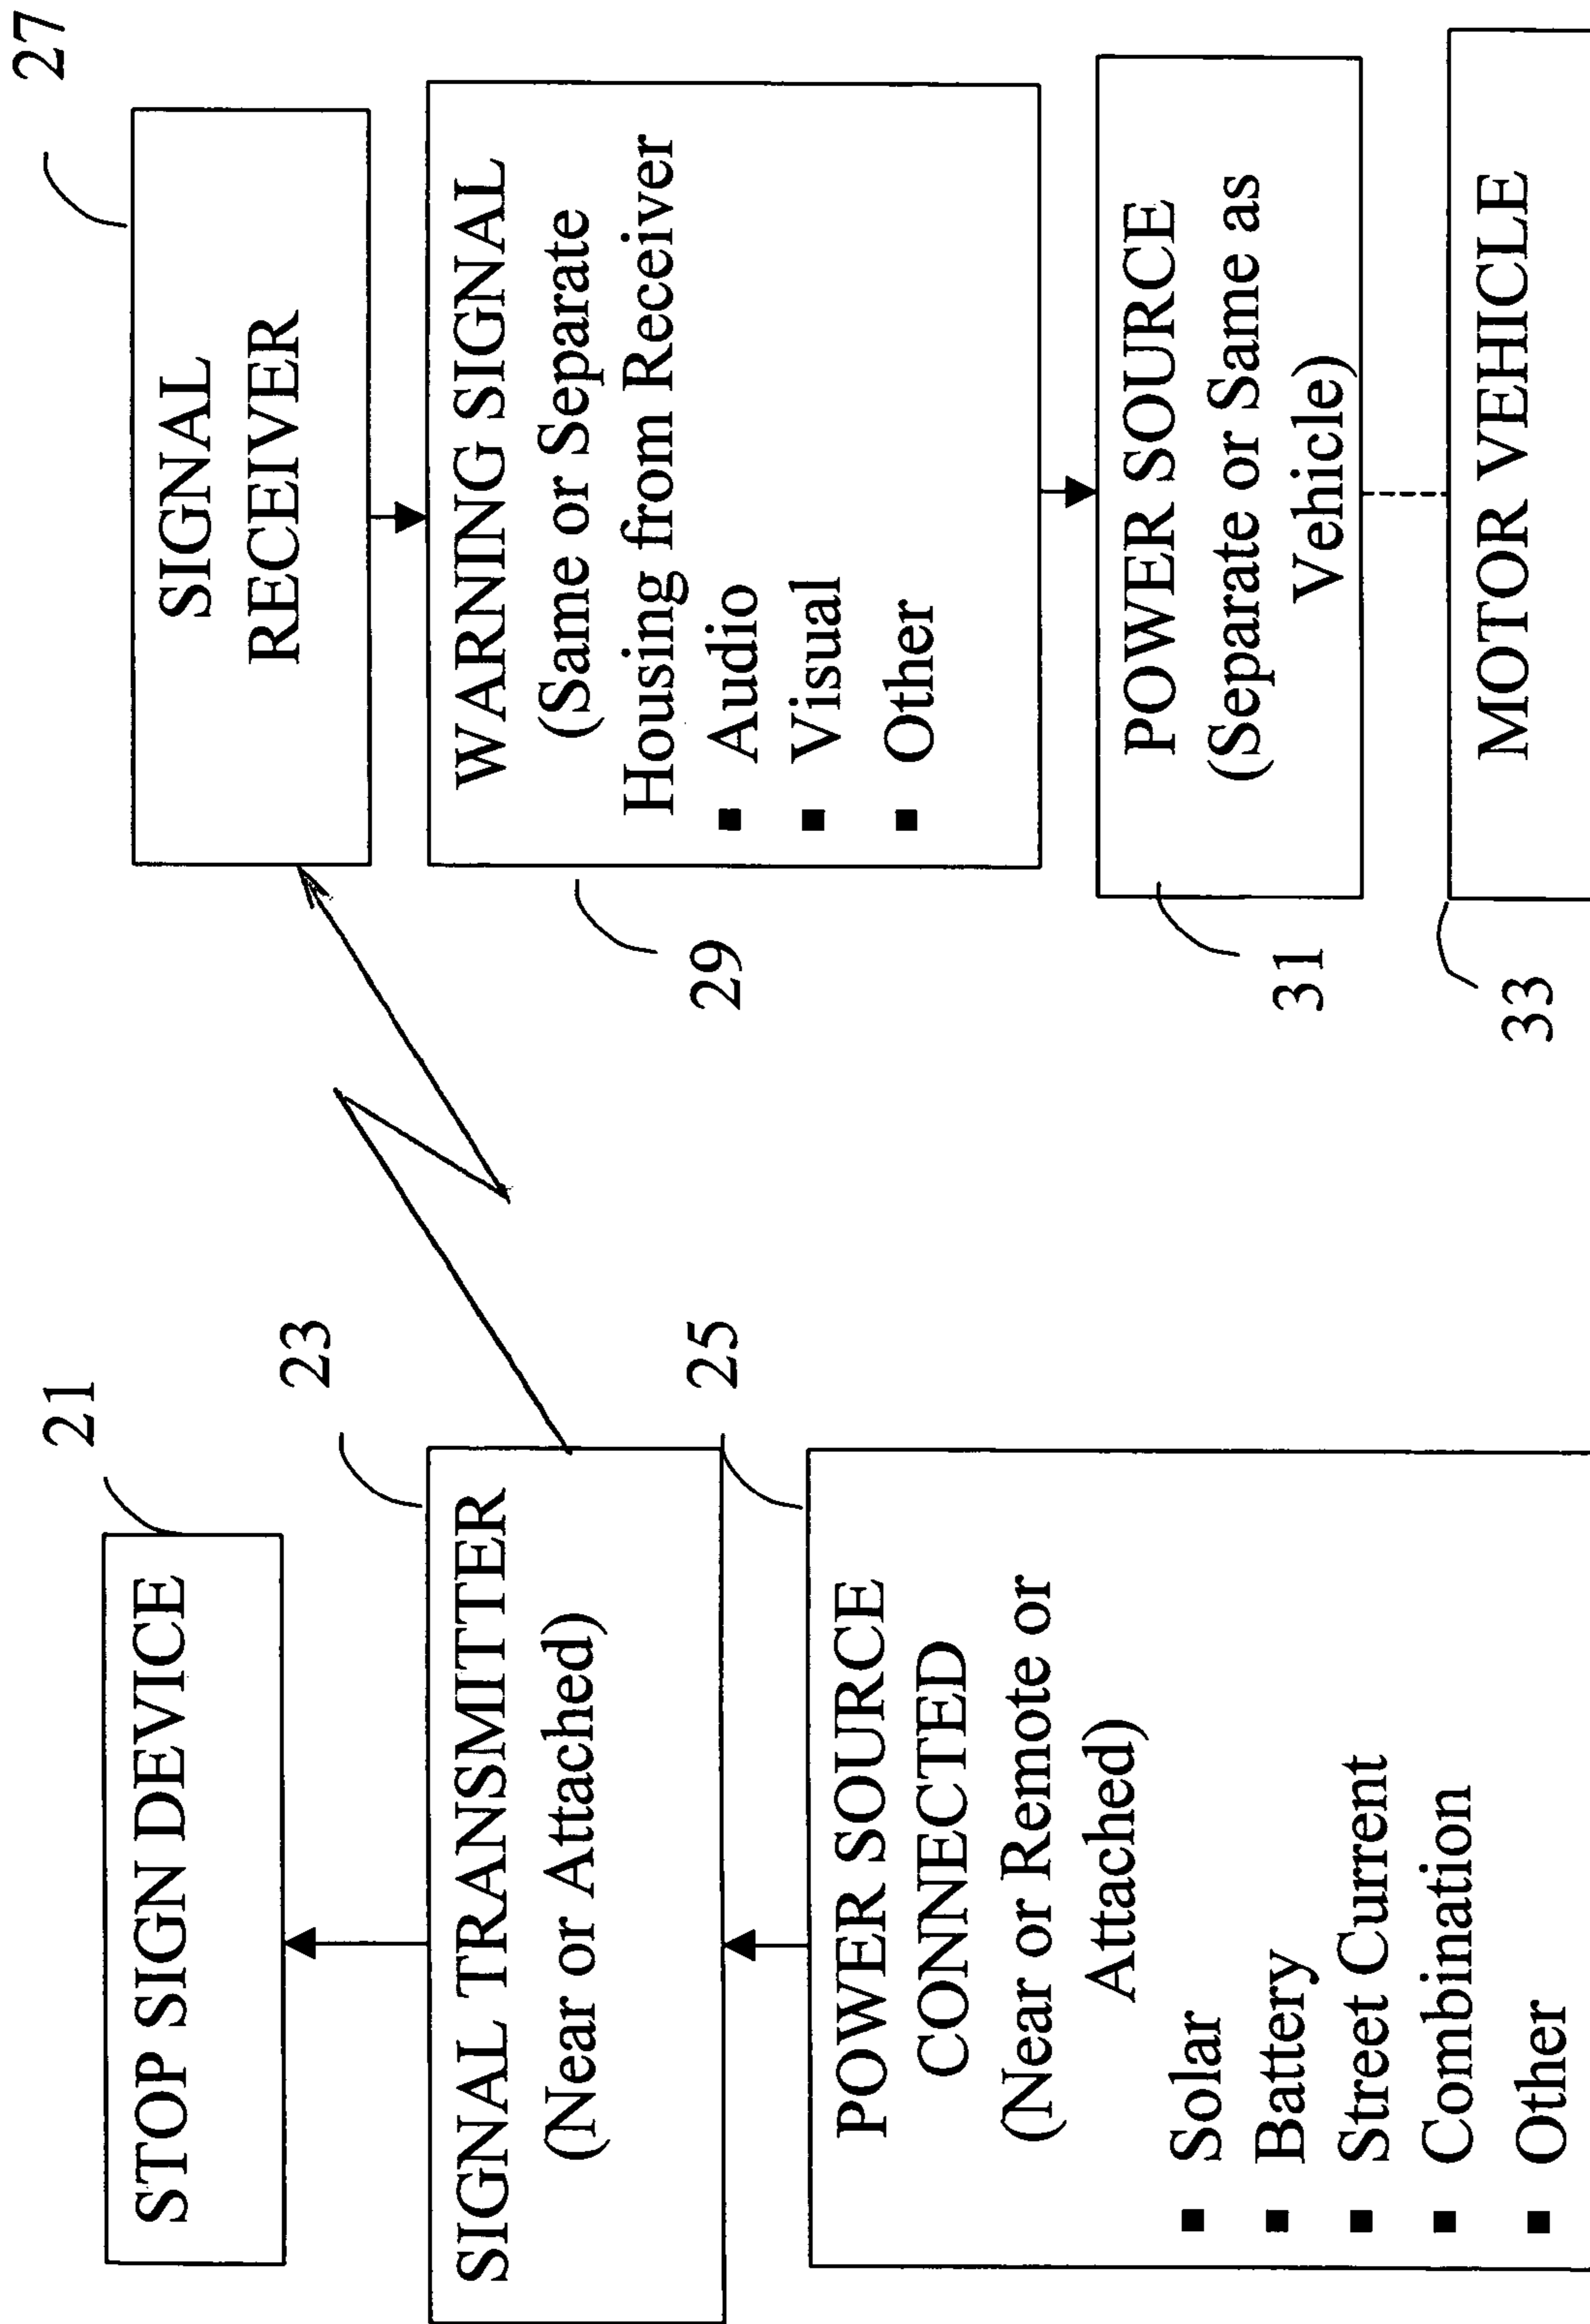 21
STOP SIGN DEVICE
23
SIGNAL TRANSMITTER
(Near or Attached)
25
POWER SOURCE
CONNECTED
(Near or Remote or
Attached)
▪ Solar
▪ Battery
▪ Street Current
▪ Combination
▪ Other
27
SIGNAL
RECEIVER
WARNING SIGNAL
(Same or Separate
Housing from Receiver
▪ Audio
▪ Visual
▪ Other
29
POWER SOURCE
(Separate or Same as
Vehicle)
31
MOTOR VEHICLE
33